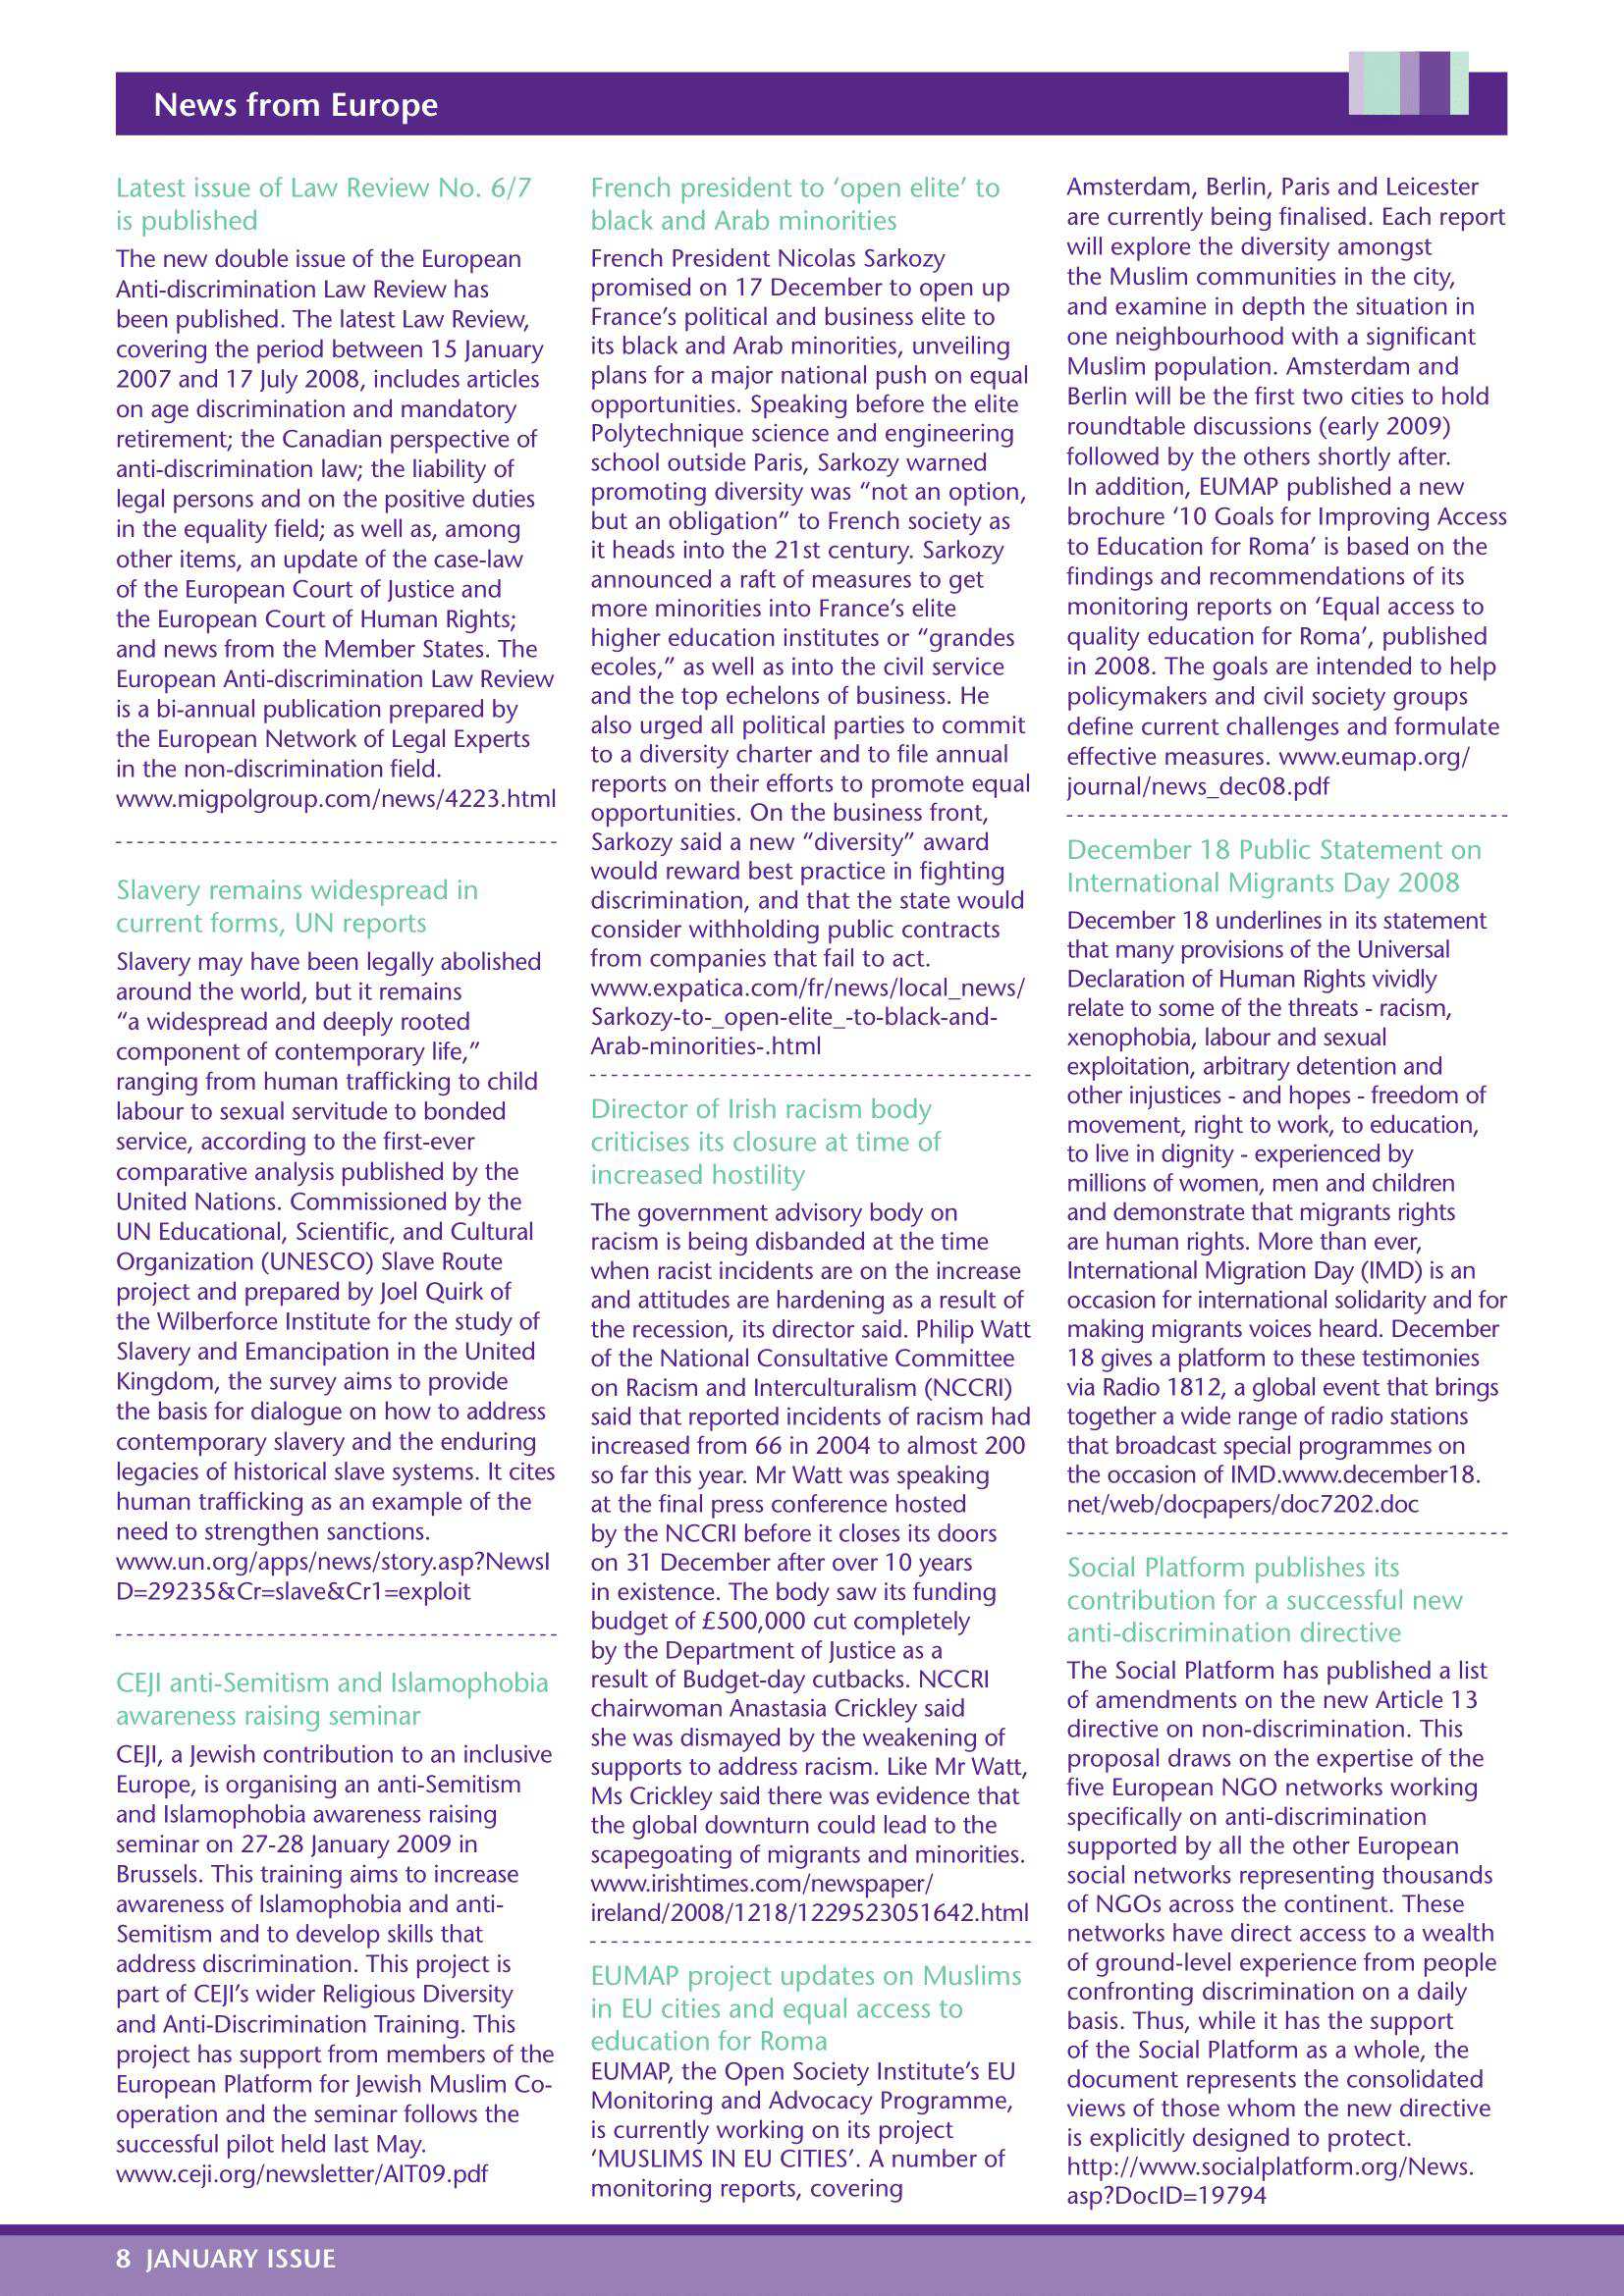 News from Europe
Latest issue of Law Review No. 6/7
is published
The new double issue of the European
Anti-discrimination Law Review has
been published. The latest Law Review,
covering the period between 15 January
2007 and 17 July 2008, includes articles
on age discrimination and mandatory
retirement; the Canadian perspective of
anti-discrimination law; the liability of
legal persons and on the positive duties
in the equality field; as well as, among
other items, an update of the case-law
of the European Court of Justice and
the European Court of Human Rights;
and news from the Member States. The
European Anti-discrimination Law Review
is a bi-annual publication prepared by
the European Network of Legal Experts
in the non-discrimination field.
www.migpolgroup.com/news/4223.html
Slavery remains widespread in
current forms, UN reports
Slavery may have been legally abolished
around the world, but it remains
“a widespread and deeply rooted
component of contemporary life,”
ranging from human trafficking to child
labour to sexual servitude to bonded
service, according to the first-ever
comparative analysis published by the
United Nations. Commissioned by the
UN Educational, Scientific, and Cultural
Organization (UNESCO) Slave Route
project and prepared by Joel Quirk of
the Wilberforce Institute for the study of
Slavery and Emancipation in the United
Kingdom, the survey aims to provide
the basis for dialogue on how to address
contemporary slavery and the enduring
legacies of historical slave systems. It cites
human trafficking as an example of the
need to strengthen sanctions.
www.un.org/apps/news/story.asp?NewsI
D=29235&Cr=slave&Cr1=exploit
CEJI anti-Semitism and Islamophobia
awareness raising seminar
CEJI, a Jewish contribution to an inclusive
Europe, is organising an anti-Semitism
and Islamophobia awareness raising
seminar on 27-28 January 2009 in
Brussels. This training aims to increase
awareness of Islamophobia and anti-
Semitism and to develop skills that
address discrimination. This project is
part of CEJI’s wider Religious Diversity
and Anti-Discrimination Training. This
project has support from members of the
European Platform for Jewish Muslim Co-
operation and the seminar follows the
successful pilot held last May.
www.ceji.org/newsletter/AIT09.pdf
French president to ‘open elite’ to
black and Arab minorities
French President Nicolas Sarkozy
promised on 17 December to open up
France’s political and business elite to
its black and Arab minorities, unveiling
plans for a major national push on equal
opportunities. Speaking before the elite
Polytechnique science and engineering
school outside Paris, Sarkozy warned
promoting diversity was “not an option,
but an obligation” to French society as
it heads into the 21st century. Sarkozy
announced a raft of measures to get
more minorities into France’s elite
higher education institutes or “grandes
ecoles,” as well as into the civil service
and the top echelons of business. He
also urged all political parties to commit
to a diversity charter and to file annual
reports on their efforts to promote equal
opportunities. On the business front,
Sarkozy said a new “diversity” award
would reward best practice in fighting
discrimination, and that the state would
consider withholding public contracts
from companies that fail to act.
www.expatica.com/fr/news/local_news/
Sarkozy-to-_open-elite_-to-black-and-
Arab-minorities-.html
Director of Irish racism body
criticises its closure at time of
increased hostility
The government advisory body on
racism is being disbanded at the time
when racist incidents are on the increase
and attitudes are hardening as a result of
the recession, its director said. Philip Watt
of the National Consultative Committee
on Racism and Interculturalism (NCCRI)
said that reported incidents of racism had
increased from 66 in 2004 to almost 200
so far this year. Mr Watt was speaking
at the final press conference hosted
by the NCCRI before it closes its doors
on 31 December after over 10 years
in existence. The body saw its funding
budget of £500,000 cut completely
by the Department of Justice as a
result of Budget-day cutbacks. NCCRI
chairwoman Anastasia Crickley said
she was dismayed by the weakening of
supports to address racism. Like Mr Watt,
Ms Crickley said there was evidence that
the global downturn could lead to the
scapegoating of migrants and minorities.
www.irishtimes.com/newspaper/
ireland/2008/1218/1229523051642.html
EUMAP project updates on Muslims
in EU cities and equal access to
education for Roma
EUMAP, the Open Society Institute’s EU
Monitoring and Advocacy Programme,
is currently working on its project
‘MUSLIMS IN EU CITIES’. A number of
monitoring reports, covering
Amsterdam, Berlin, Paris and Leicester
are currently being finalised. Each report
will explore the diversity amongst
the Muslim communities in the city,
and examine in depth the situation in
one neighbourhood with a significant
Muslim population. Amsterdam and
Berlin will be the first two cities to hold
roundtable discussions (early 2009)
followed by the others shortly after.
In addition, EUMAP published a new
brochure ‘10 Goals for Improving Access
to Education for Roma’ is based on the
findings and recommendations of its
monitoring reports on ‘Equal access to
quality education for Roma’, published
in 2008. The goals are intended to help
policymakers and civil society groups
define current challenges and formulate
effective measures. www.eumap.org/
journal/news_dec08.pdf
December 18 Public Statement on
International Migrants Day 2008
December 18 underlines in its statement
that many provisions of the Universal
Declaration of Human Rights vividly
relate to some of the threats - racism,
xenophobia, labour and sexual
exploitation, arbitrary detention and
other injustices - and hopes - freedom of
movement, right to work, to education,
to live in dignity - experienced by
millions of women, men and children
and demonstrate that migrants rights
are human rights. More than ever,
International Migration Day (IMD) is an
occasion for international solidarity and for
making migrants voices heard. December
18 gives a platform to these testimonies
via Radio 1812, a global event that brings
together a wide range of radio stations
that broadcast special programmes on
the occasion of IMD.www.december18.
net/web/docpapers/doc7202.doc
Social Platform publishes its
contribution for a successful new
anti-discrimination directive
The Social Platform has published a list
of amendments on the new Article 13
directive on non-discrimination. This
proposal draws on the expertise of the
five European NGO networks working
specifically on anti-discrimination
supported by all the other European
social networks representing thousands
of NGOs across the continent. These
networks have direct access to a wealth
of ground-level experience from people
confronting discrimination on a daily
basis. Thus, while it has the support
of the Social Platform as a whole, the
document represents the consolidated
views of those whom the new directive
is explicitly designed to protect.
http://www.socialplatform.org/News.
asp?DocID=19794
8 JANUARY ISSUE